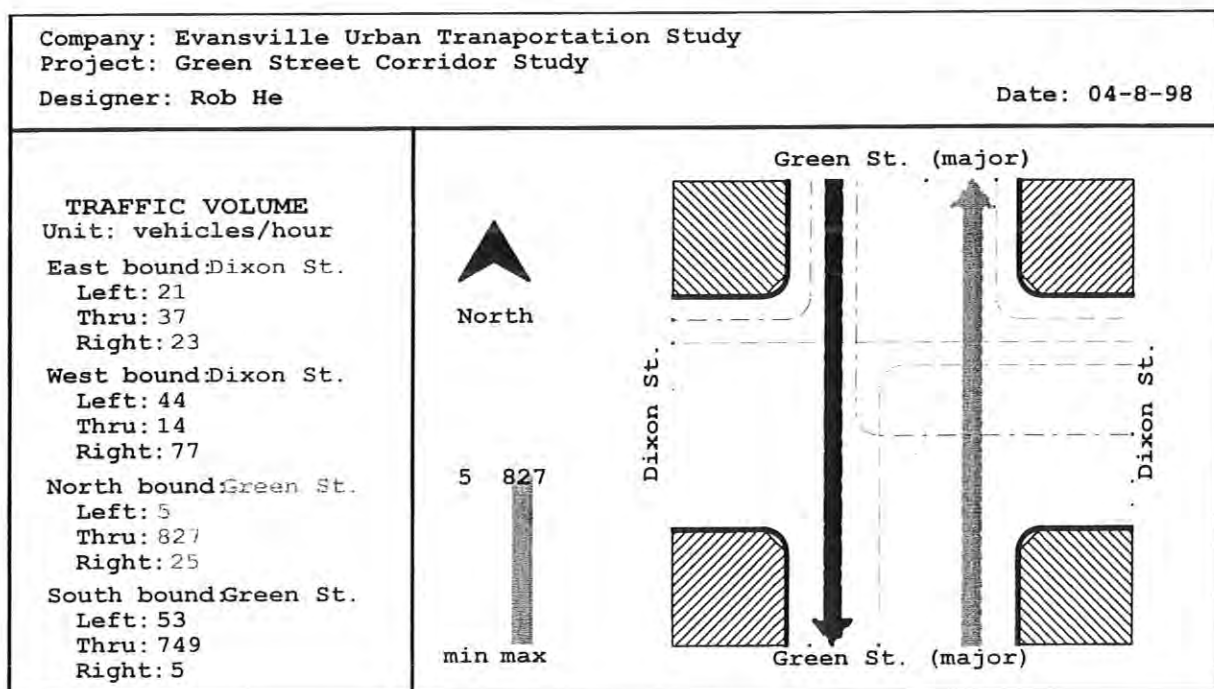 Company: Evansville Urban Tranaportation Study
Project: Green Street Corridor Study
Designer: Rob He
Date: 04-8-98
TRAFFIC VOLUME
Unit: vehicles/hour
East bound:Dixon St.
Left: 21
Thru: 37
Right: 23
West bound:Dixon St.
Left: 44
Thru: 14
Right: 77
North bound:Green St.
Left: 5
Thru: 827
Right: 25
South bound:Green St.
Left: 53
Thru: 749
Right: 5
North
5 827
min max
Green St. (major)
Dixon St.
Dixon St.
Green St. (major)